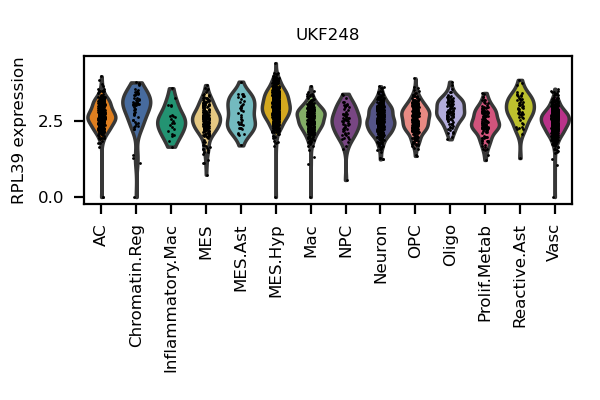 UKF248
RPL39 expression
2.5
0.0
AC
Chromatin.Reg
Inflammatory.Mac
MES
MES.Ast
MES.Hyp
Mac
NPC
Neuron
OPC
Oligo
Prolif.Metab
Reactive.Ast
Vasc